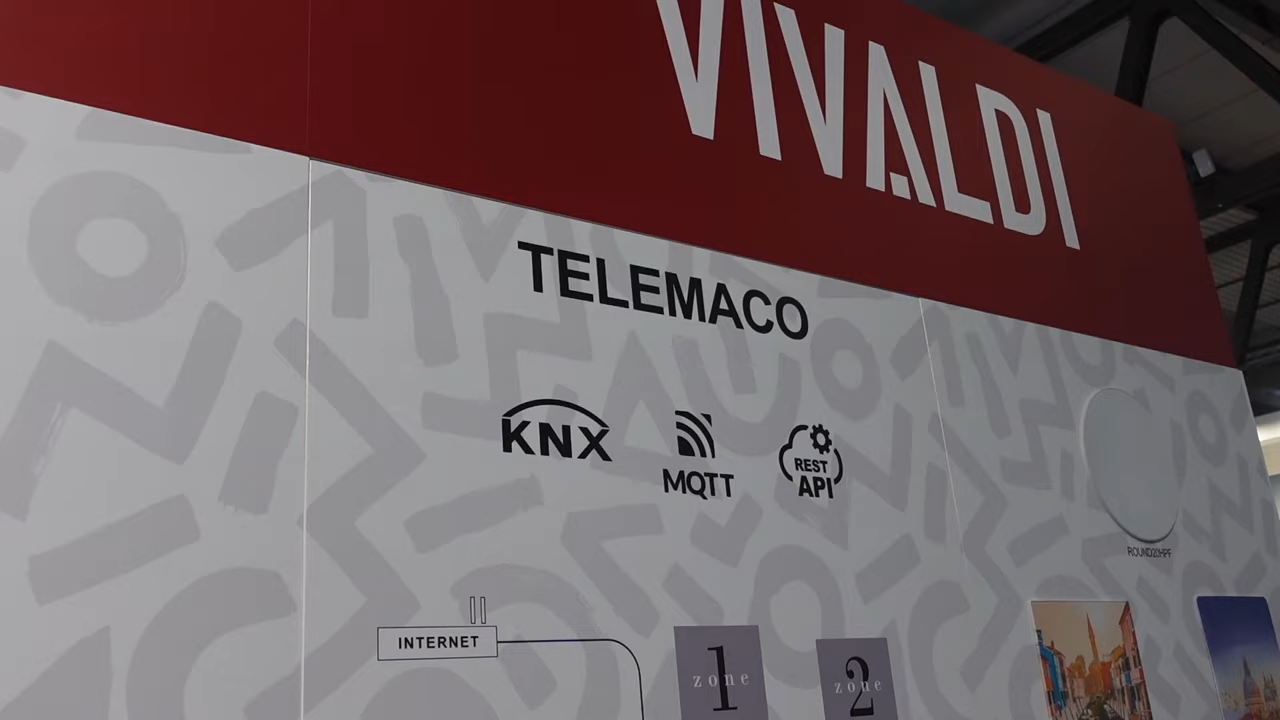 VIVALDI
TELEMACO
KNX
MQTT
REST
API
ROUND20HPF
INTERNET
1
zone
2
zone